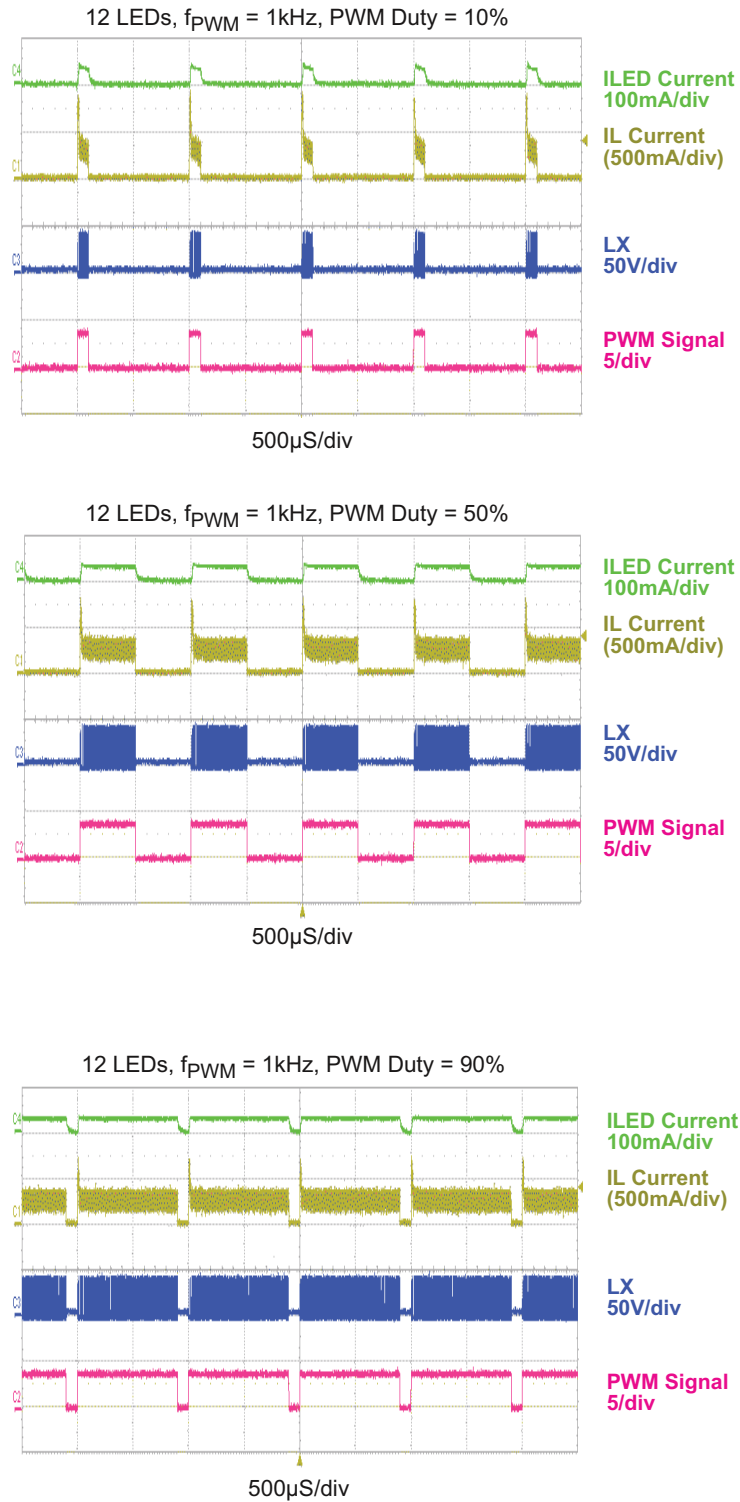 12 LEDs, fPWM = 1kHz, PWM Duty = 10%
C4
ILED Current
100mA/div
IL Current
(500mA/div)
C1
LX
50V/div
C3
PWM Signal
5/div
C2
500µS/div
12 LEDs, fPWM = 1kHz, PWM Duty = 50%
C4
ILED Current
100mA/div
IL Current
(500mA/div)
C1
LX
50V/div
C3
PWM Signal
5/div
C2
500µS/div
12 LEDs, fPWM = 1kHz, PWM Duty = 90%
C4
ILED Current
100mA/div
IL Current
(500mA/div)
C1
LX
50V/div
C3
PWM Signal
5/div
C2
500µS/div